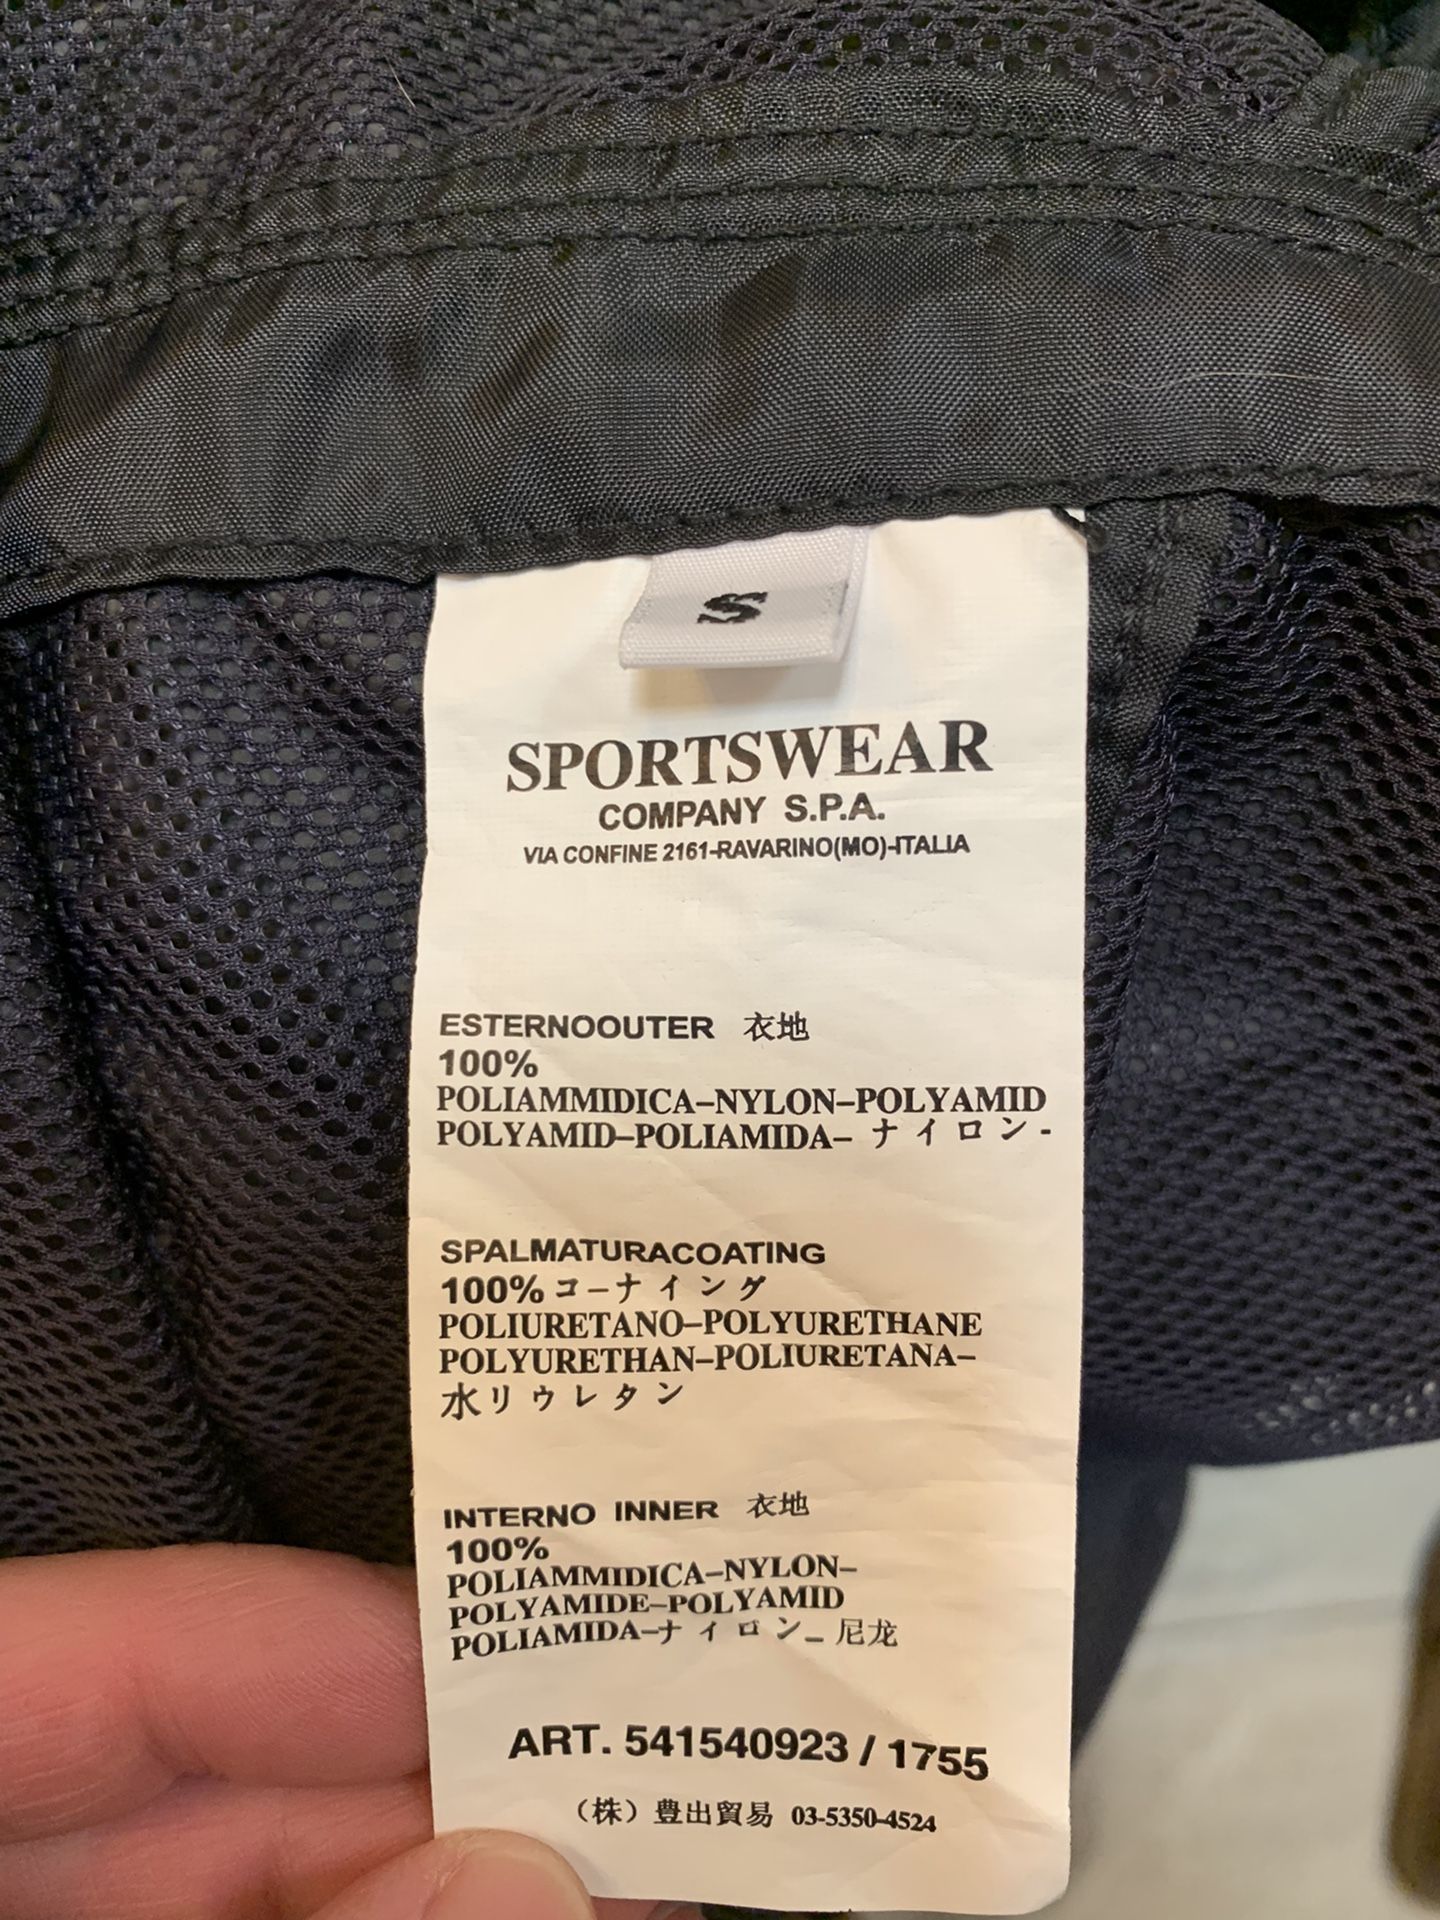 S
SPORTSWEAR
COMPANY S.P.A.
VIA CONFINE 2161-RAVARINO(MO)-ITALIA
ESTERNOOUTER 衣地
100%
POLIAMMIDICA-NYLON-POLYAMID
POLYAMID-POLIAMIDA- ナイロン-
SPALMATURACOATING
100% コーナイング
POLIURETANO-POLYURETHANE
POLYURETHAN-POLIURETANA-
水リウレタン
INTERNO INNER 衣地
100%
POLIAMMIDICA-NYLON-
POLYAMIDE-POLYAMID
POLIAMIDA-ナイロン_尼龙
ART. 541540923 / 1755
（株）豊出貿易 03-5350-4524